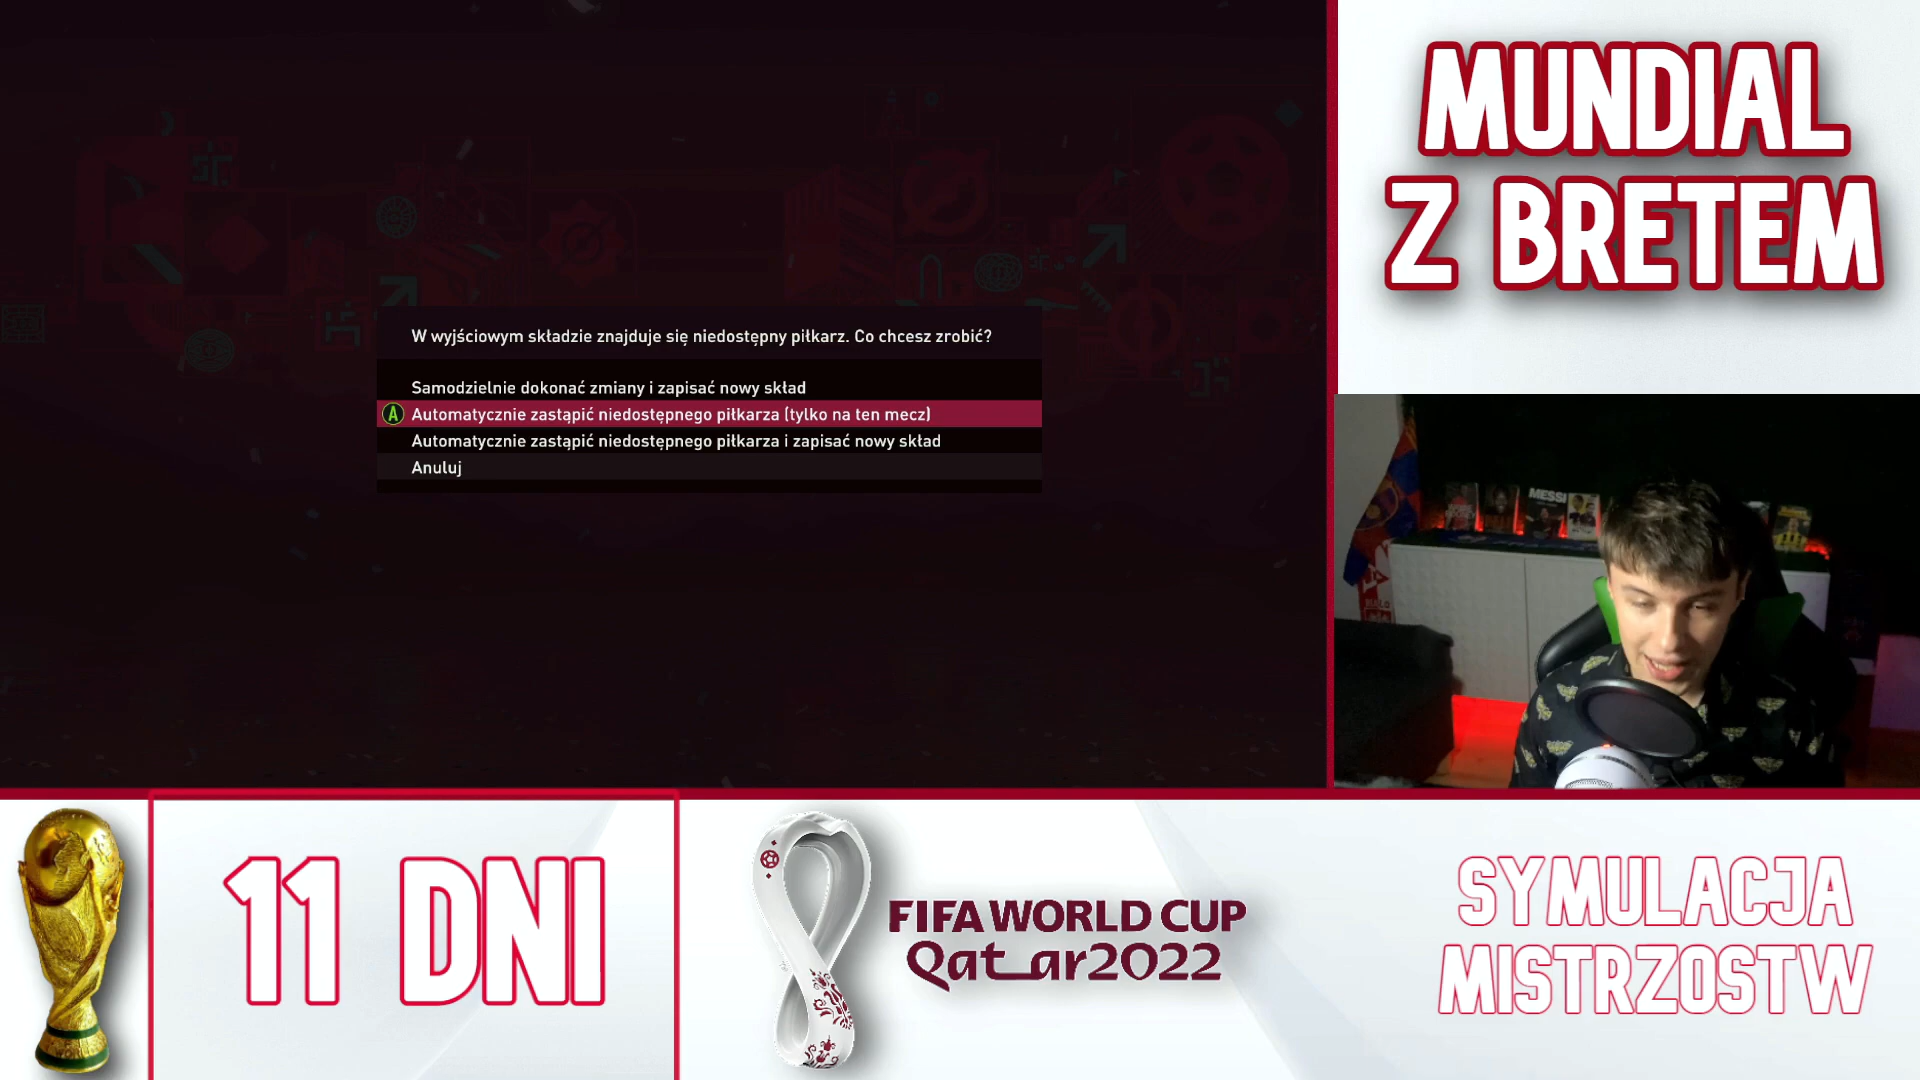 MUNDIAL
Z BRETEM
W wyjściowym składzie znajduje się niedostępny piłkarz. Co chcesz zrobić?
Samodzielnie dokonać zmiany i zapisać nowy skład
A Automatycznie zastąpić niedostępnego piłkarza (tylko na ten mecz)
Automatycznie zastąpić niedostępnego piłkarza i zapisać nowy skład
Anuluj
MESSI
11 DNI
FIFA WORLD CUP
Qatar2022
SYMULACJA
MISTRZOSTW